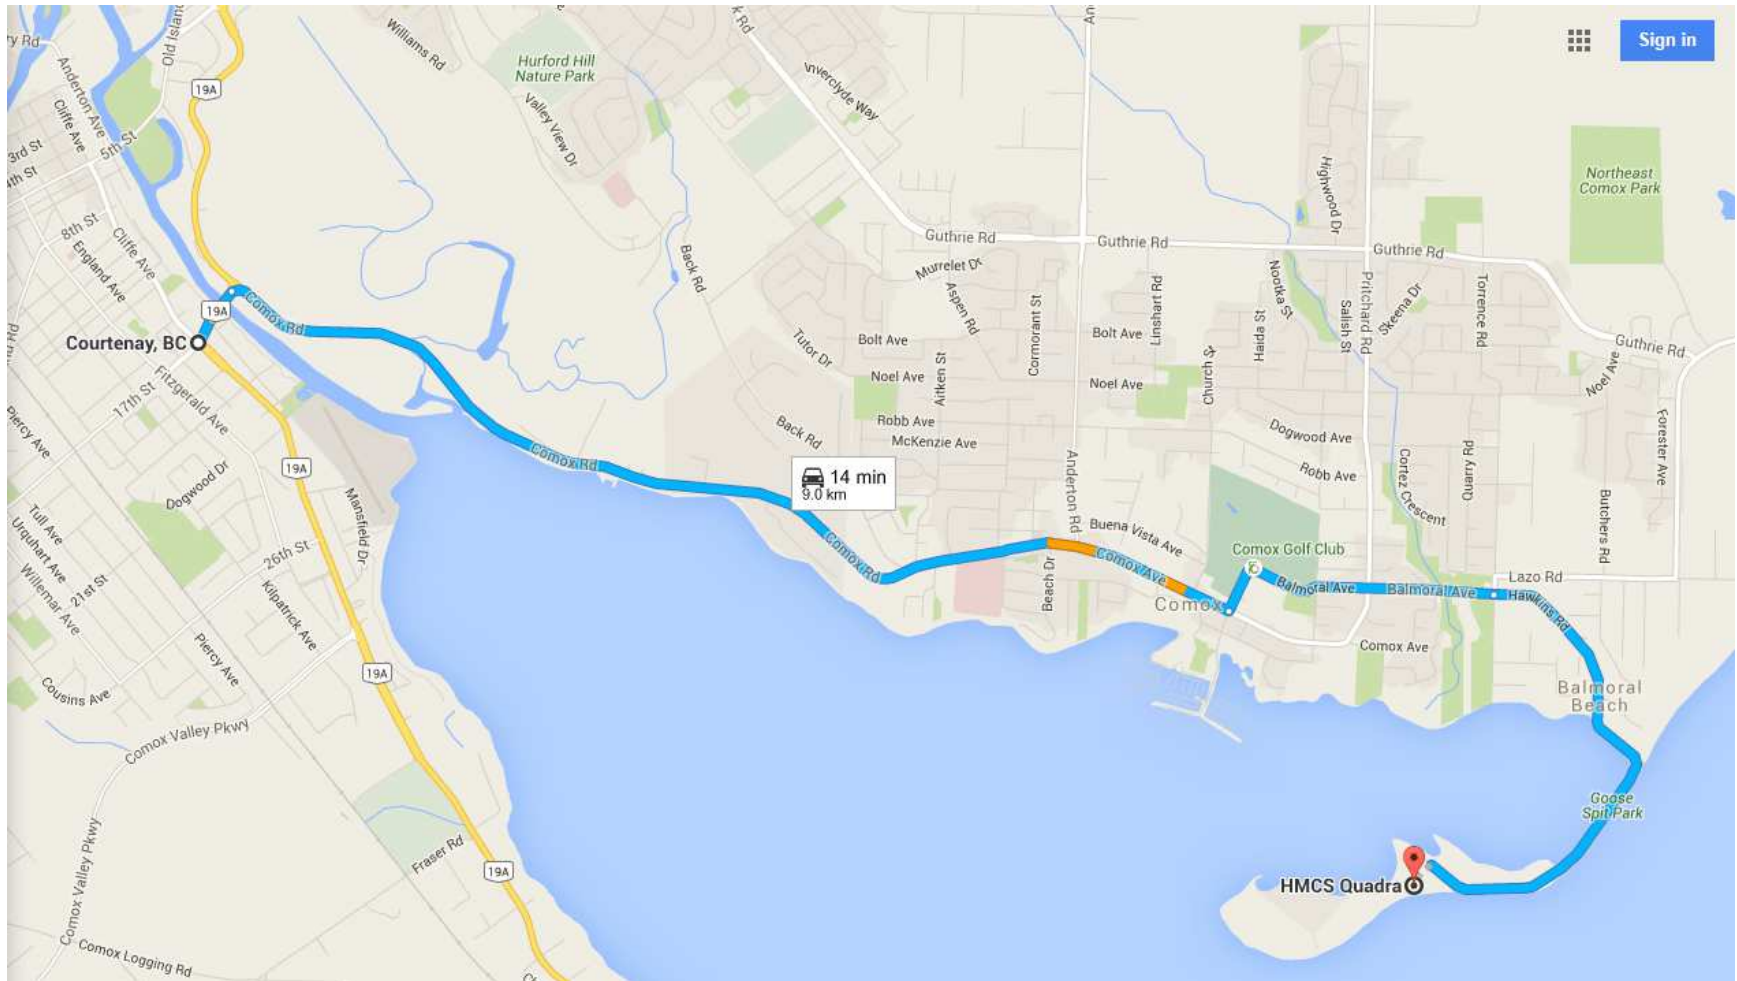 Sign in
Williams Rd
Old Island
Anderton Ave
Cliffe Ave
19A
Hurford Hill
Nature Park
Valley View Dr
Inverclyde Way
5th St
3rd St
4th St
8th St
England Ave
Cliffe Ave
Northeast
Comox Park
Highwood Dr
Guthrie Rd
Guthrie Rd
Guthrie Rd
Back Rd
Murrelet Dr
Aspen Rd
Cormorant St
Linshart Rd
Nootka St
Pritchard Rd
Skeena Dr
Torrence Rd
Salish St
Haida St
Guthrie Rd
19A
Comox Rd
Courtenay, BC
Tutor Dr
Bolt Ave
Bolt Ave
Noel Ave
Aitken St
Noel Ave
Church St
Noel Ave
17th St
Fitzgerald Ave
Piercy Ave
Robb Ave
McKenzie Ave
Back Rd
Dogwood Ave
Robb Ave
Cortez Crescent
Quarry Rd
Forester Ave
Butchers Rd
19A
Dogwood Dr
Mansfield Dr
Comox Rd
14 min
9.0 km
Anderton Rd
Buena Vista Ave
Comox Golf Club
Tull Ave
Urquhart Ave
Willemar Ave
21st St
26th St
Kilpatrick Ave
Comox Rd
Beach Dr
Comox Ave
Comox
Balmoral Ave
Balmoral Ave
Hawkins Rd
Lazo Rd
Comox Ave
Piercy Ave
Cousins Ave
19A
Balmoral
Beach
Comox Valley Pkwy
Goose
Spit Park
Comox Valley Pkwy
Fraser Rd
19A
HMCS Quadra
Comox Logging Rd